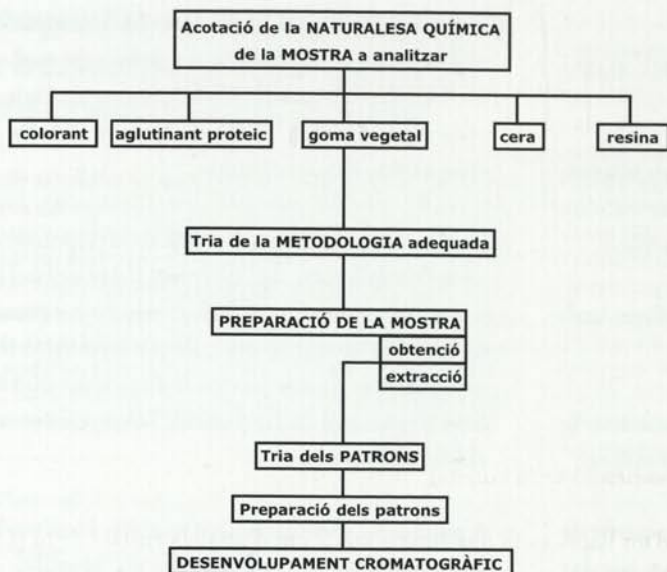 Acotació de la NATURALESA QUÍMICA
de la MOSTRA a analitzar
colorant
aglutinant proteic
goma vegetal
cera
resina
Tria de la METODOLOGIA adequada
PREPARACIÓ DE LA MOSTRA
obtenció
extracció
Tria dels PATRONS
Preparació dels patrons
DESENVOLUPAMENT CROMATOGRÀFIC